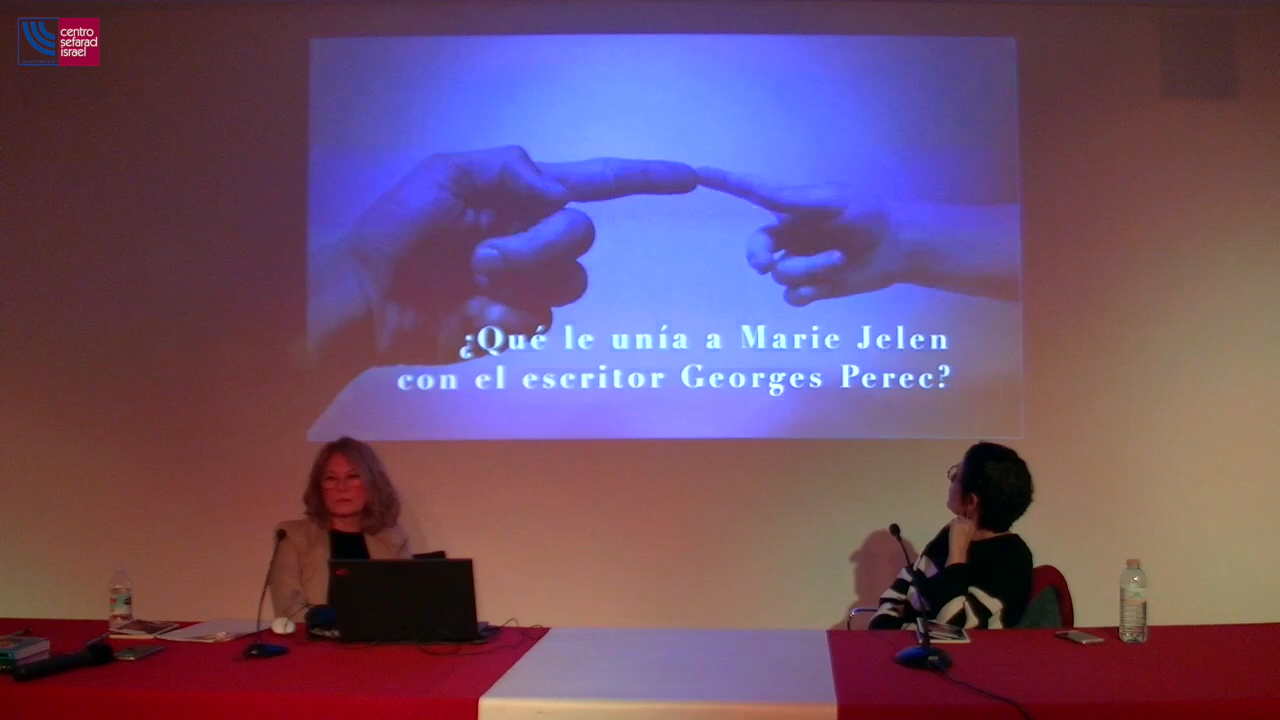 centro
sefarad
israel
¿Qué le unía a Marie Jelen
con el escritor Georges Perec?